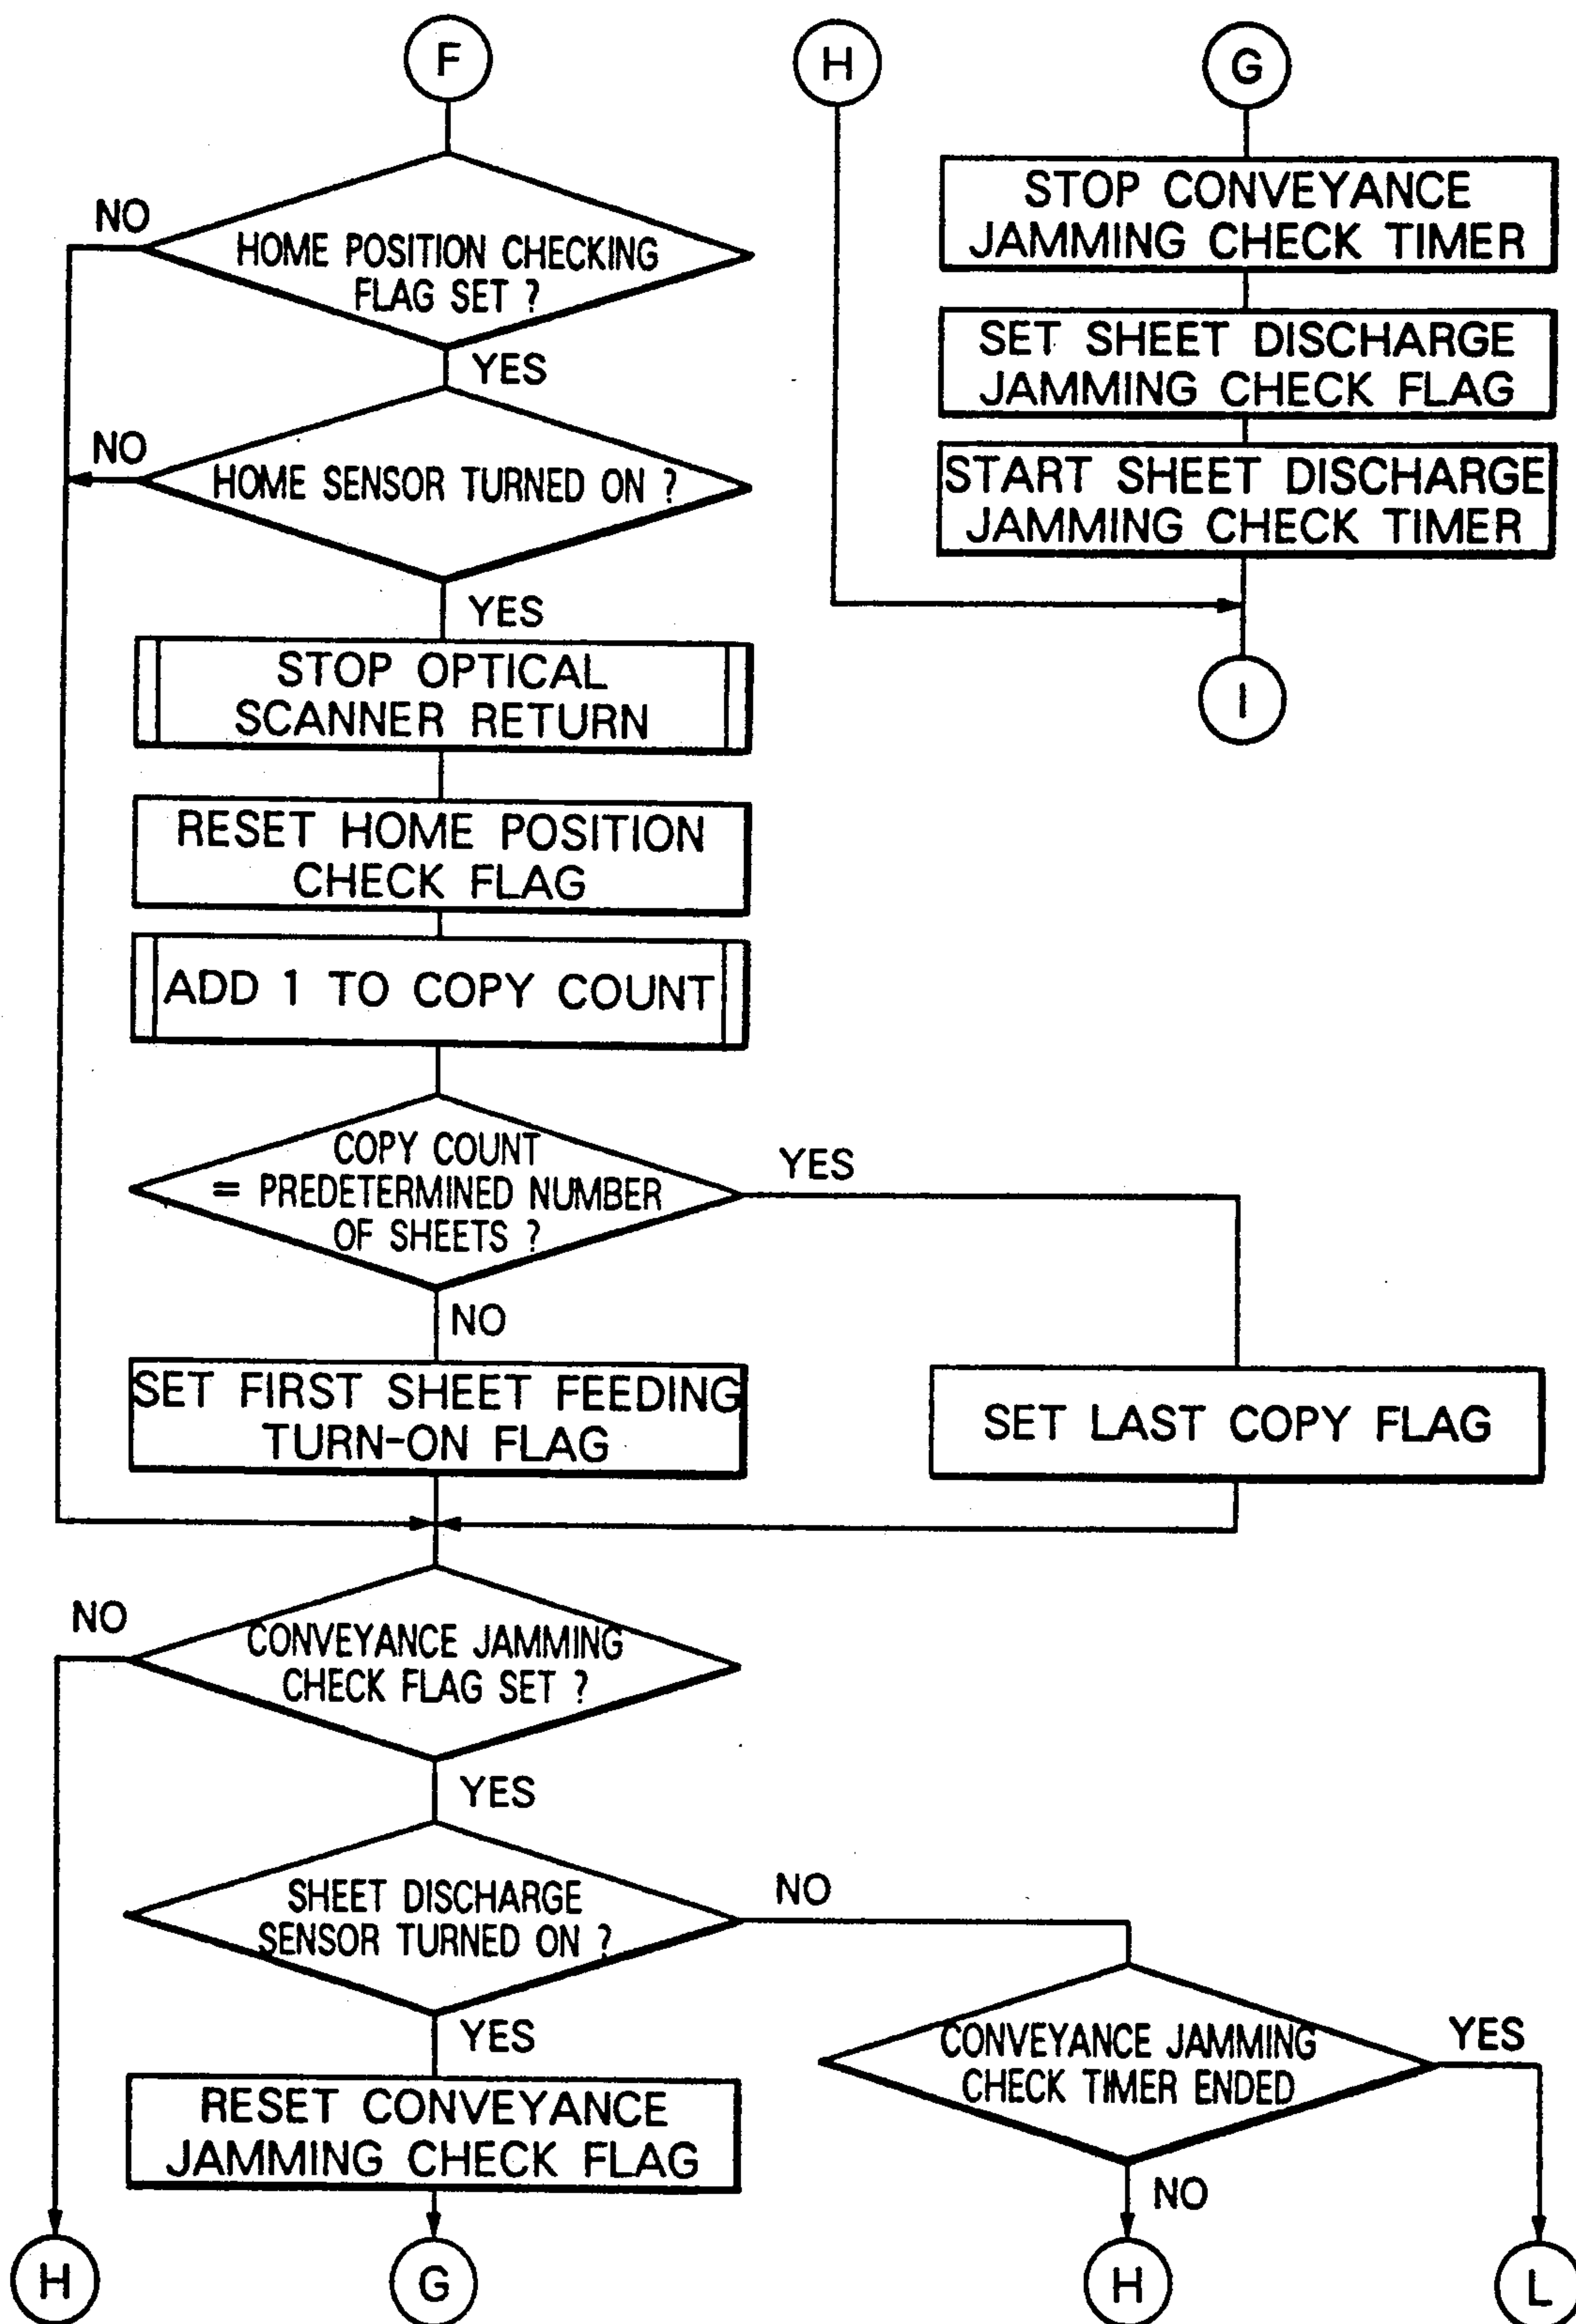 F
H
G
NO
HOME POSITION CHECKING
FLAG SET ?
YES
STOP CONVEYANCE
JAMMING CHECK TIMER
SET SHEET DISCHARGE
JAMMING CHECK FLAG
START SHEET DISCHARGE
JAMMING CHECK TIMER
I
NO
HOME SENSOR TURNED ON ?
YES
STOP OPTICAL
SCANNER RETURN
RESET HOME POSITION
CHECK FLAG
ADD 1 TO COPY COUNT
COPY COUNT
= PREDETERMINED NUMBER
OF SHEETS ?
YES
NO
SET FIRST SHEET FEEDING
TURN-ON FLAG
SET LAST COPY FLAG
NO
CONVEYANCE JAMMING
CHECK FLAG SET ?
YES
SHEET DISCHARGE
SENSOR TURNED ON ?
NO
YES
CONVEYANCE JAMMING
CHECK TIMER ENDED
YES
NO
RESET CONVEYANCE
JAMMING CHECK FLAG
H
G
H
L